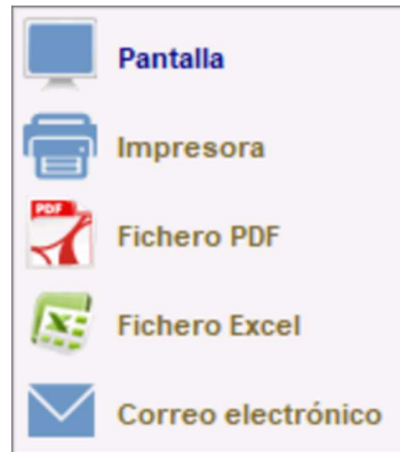 Pantalla
Impresora
PDF
Fichero PDF
Fichero Excel
Correo electrónico